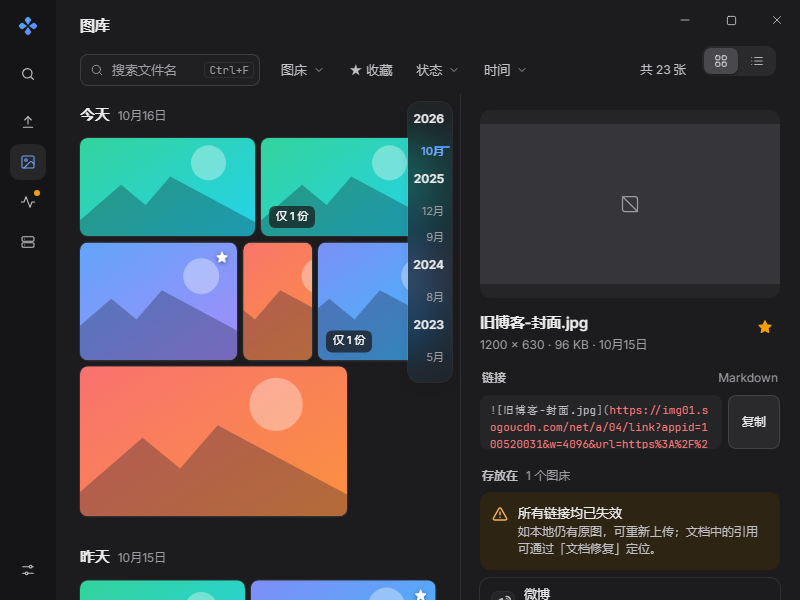 图库
搜索文件名 Ctrl+F
图床
★ 收藏
状态
时间
共 23 张
今天 10月16日
仅 1 份
仅 1 份
2026
10月
2025
12月
9月
2024
8月
2023
5月
昨天 10月15日
旧博客-封面.jpg
1200 × 630 · 96 KB · 10月15日
链接 Markdown
![旧博客-封面.jpg](https://img01.s
ogoucdn.com/net/a/04/link?appid=1
00520031&w=4096&url=https%3A%2F%2
复制
存放在 1 个图床
所有链接均已失效
如本地仍有原图，可重新上传；文档中的引用
可通过「文档修复」定位。
微博